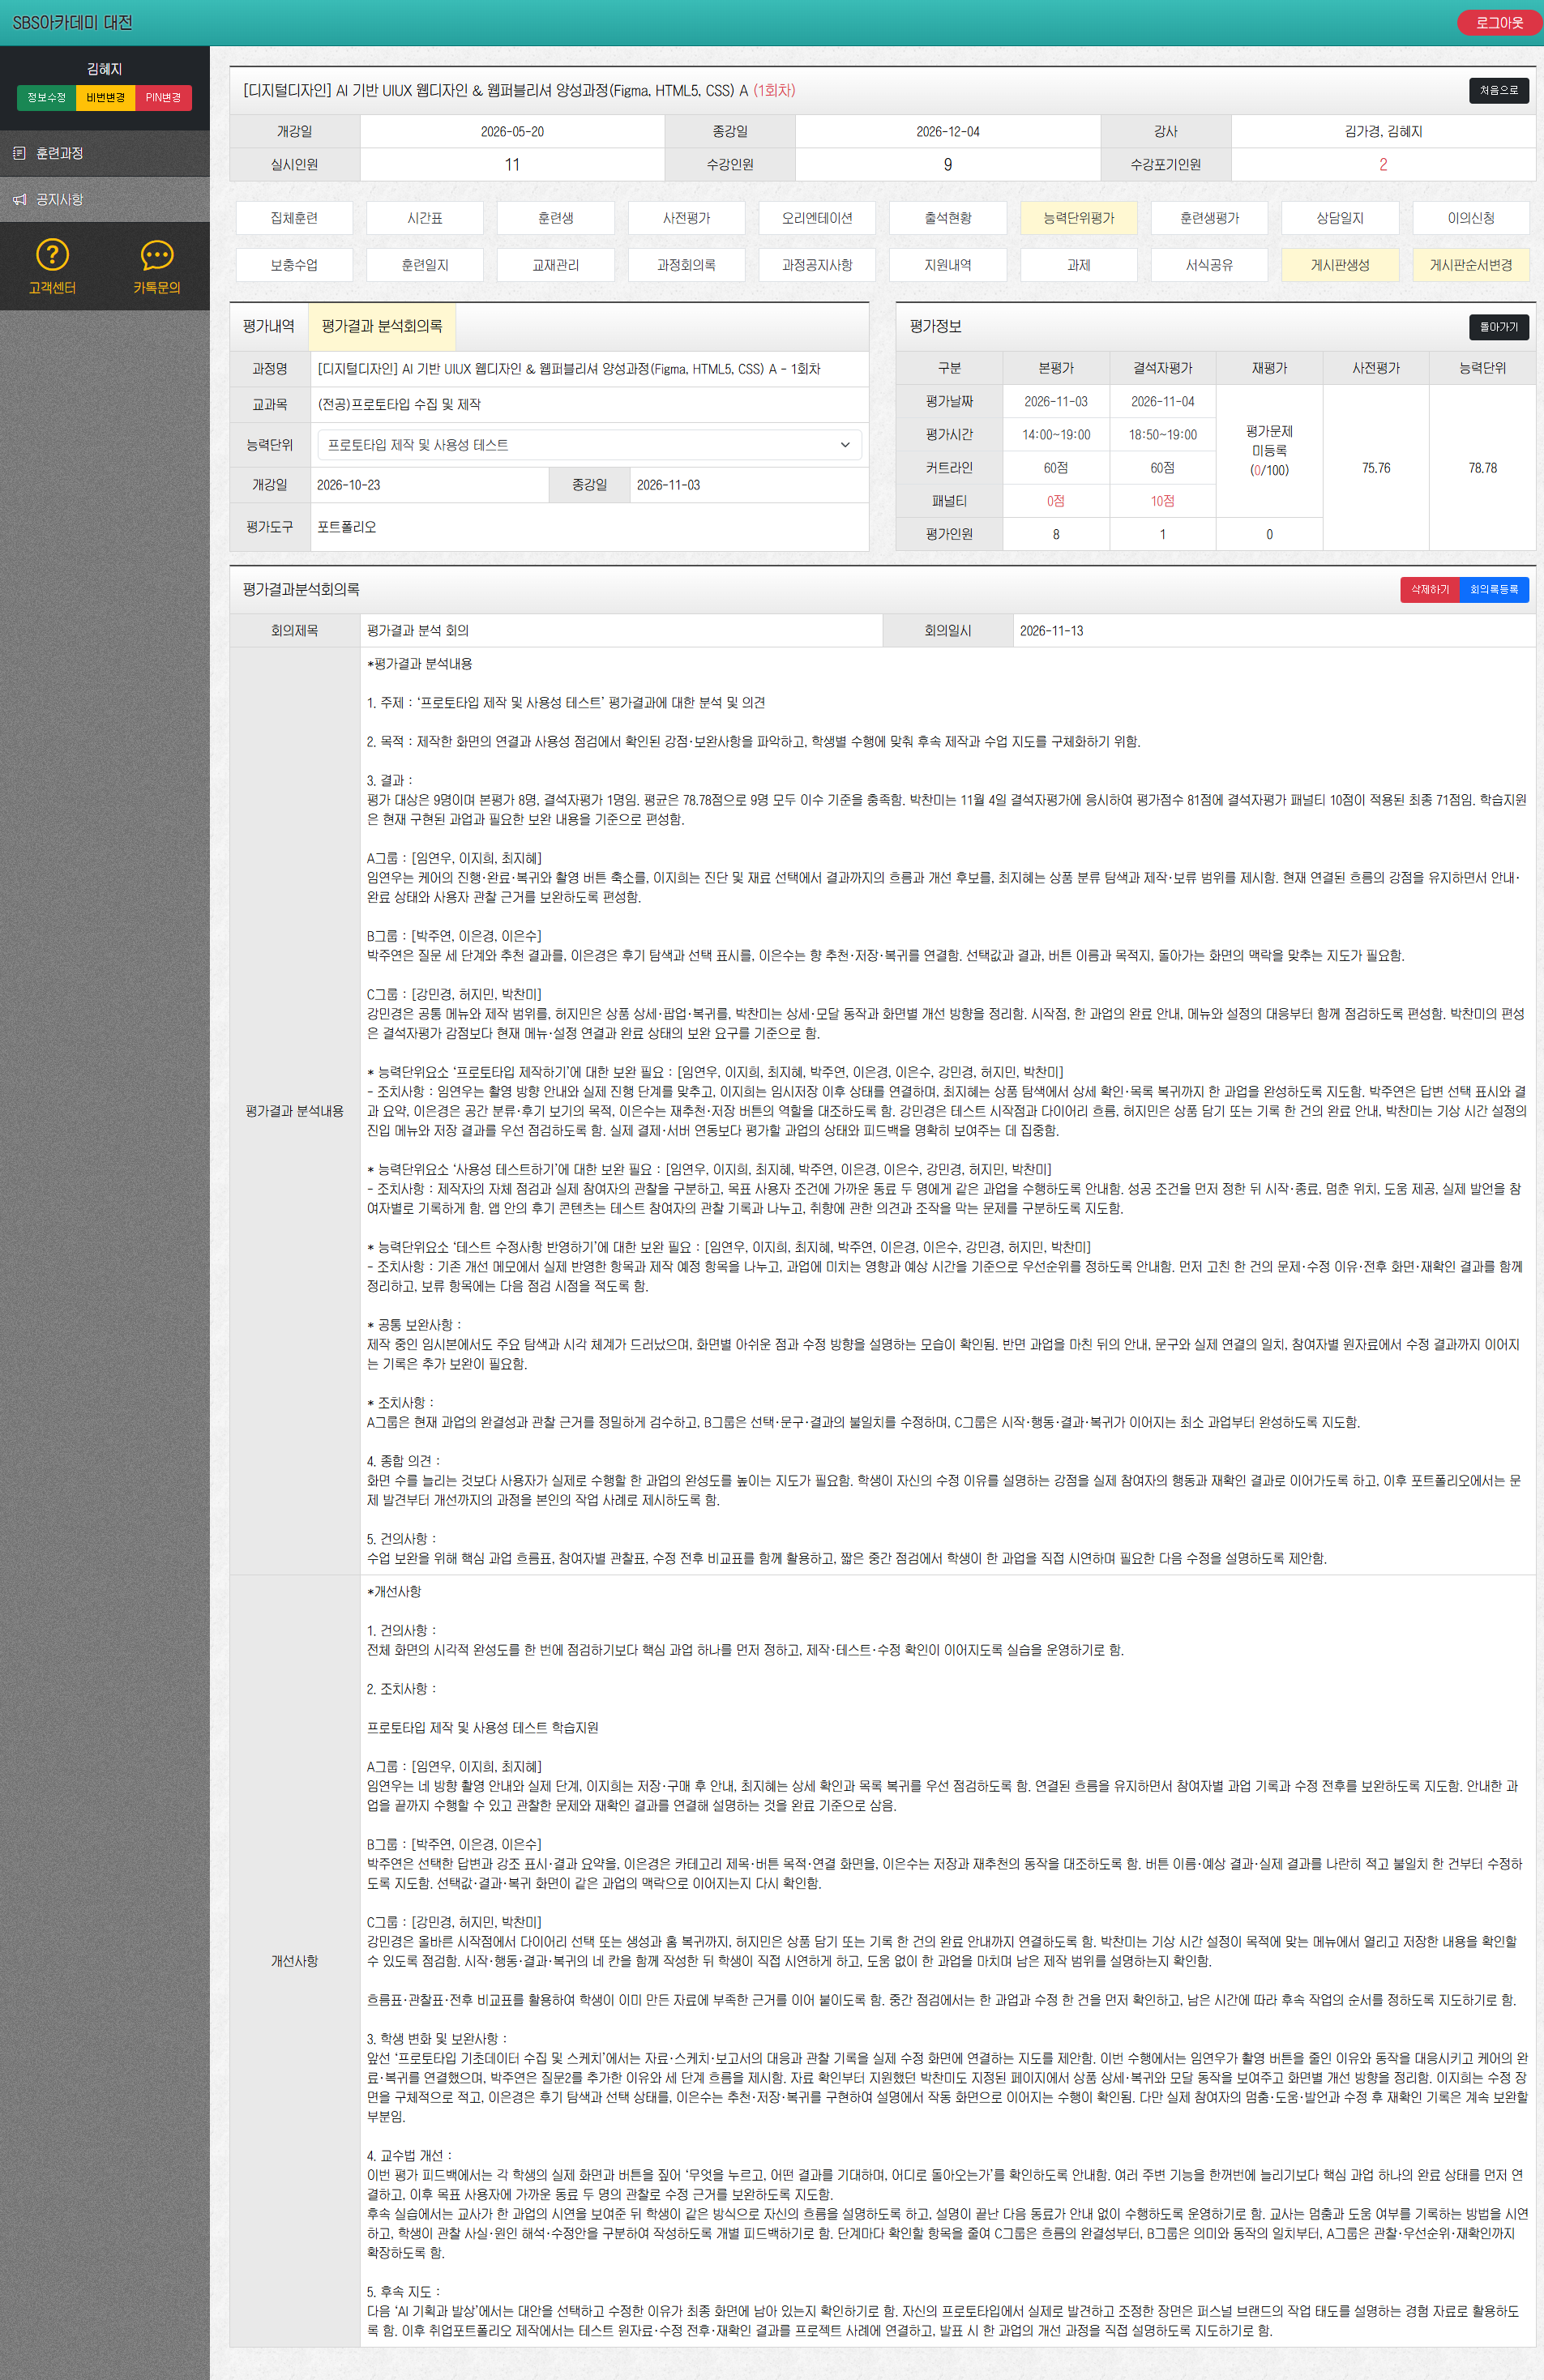 SBS아카데미 대전
로그아웃
김혜지
정보수정 비번변경 PIN변경
훈련과정
공지사항
고객센터 카톡문의
[디지털디자인] AI 기반 UIUX 웹디자인 & 웹퍼블리셔 양성과정(Figma, HTML5, CSS) A (1회차)
처음으로
개강일 2026-05-20 종강일 2026-12-04 강사 김가경, 김혜지
실시인원 11 수강인원 9 수강포기인원 2
집체훈련 시간표 훈련생 사전평가 오리엔테이션 출석현황 능력단위평가 훈련생평가 상담일지 이의신청
보충수업 훈련일지 교재관리 과정회의록 과정공지사항 지원내역 과제 서식공유 게시판생성 게시판순서변경
평가내역 평가결과 분석회의록
과정명 [디지털디자인] AI 기반 UIUX 웹디자인 & 웹퍼블리셔 양성과정(Figma, HTML5, CSS) A - 1회차
교과목 (전공)프로토타입 수집 및 제작
능력단위 프로토타입 제작 및 사용성 테스트
개강일 2026-10-23 종강일 2026-11-03
평가도구 포트폴리오
평가정보 돌아가기
구분 본평가 결석자평가 재평가 사전평가 능력단위
평가날짜 2026-11-03 2026-11-04
평가시간 14:00~19:00 18:50~19:00
커트라인 60점 60점
패널티 0점 10점
평가문제
미등록
(0/100)
75.76 78.78
평가인원 8 1 0
평가결과분석회의록
삭제하기 회의록등록
회의제목 평가결과 분석 회의 회의일시 2026-11-13
평가결과 분석내용
*평가결과 분석내용
1. 주제 : ‘프로토타입 제작 및 사용성 테스트’ 평가결과에 대한 분석 및 의견
2. 목적 : 제작한 화면의 연결과 사용성 점검에서 확인된 강점·보완사항을 파악하고, 학생별 수행에 맞춰 후속 제작과 수업 지도를 구체화하기 위함.
3. 결과 :
평가 대상은 9명이며 본평가 8명, 결석자평가 1명임. 평균은 78.78점으로 9명 모두 이수 기준을 충족함. 박찬미는 11월 4일 결석자평가에 응시하여 평가점수 81점에 결석자평가 패널티 10점이 적용된 최종 71점임. 학습지원
은 현재 구현된 과업과 필요한 보완 내용을 기준으로 편성함.
A그룹 : [임연우, 이지희, 최지혜]
임연우는 케어의 진행·완료·복귀와 촬영 버튼 축소를, 이지희는 진단 및 재료 선택에서 결과까지의 흐름과 개선 후보를, 최지혜는 상품 분류 탐색과 제작·보류 범위를 제시함. 현재 연결된 흐름의 강점을 유지하면서 안내·
완료 상태와 사용자 관찰 근거를 보완하도록 편성함.
B그룹 : [박주연, 이은경, 이은수]
박주연은 질문 세 단계와 추천 결과를, 이은경은 후기 탐색과 선택 표시를, 이은수는 향 추천·저장·복귀를 연결함. 선택값과 결과, 버튼 이름과 목적지, 돌아가는 화면의 맥락을 맞추는 지도가 필요함.
C그룹 : [강민경, 허지민, 박찬미]
강민경은 공통 메뉴와 제작 범위를, 허지민은 상품 상세·팝업·복귀를, 박찬미는 상세·모달 동작과 화면별 개선 방향을 정리함. 시작점, 한 과업의 완료 안내, 메뉴와 설정의 대응부터 함께 점검하도록 편성함. 박찬미의 편성
은 결석자평가 감점보다 현재 메뉴·설정 연결과 완료 상태의 보완 요구를 기준으로 함.
* 능력단위요소 ‘프로토타입 제작하기’에 대한 보완 필요 : [임연우, 이지희, 최지혜, 박주연, 이은경, 이은수, 강민경, 허지민, 박찬미]
- 조치사항 : 임연우는 촬영 방향 안내와 실제 진행 단계를 맞추고, 이지희는 임시저장 이후 상태를 연결하며, 최지혜는 상품 탐색에서 상세 확인·목록 복귀까지 한 과업을 완성하도록 지도함. 박주연은 답변 선택 표시와 결
과 요약, 이은경은 공간 분류·후기 보기의 목적, 이은수는 재추천·저장 버튼의 역할을 대조하도록 함. 강민경은 테스트 시작점과 다이어리 흐름, 허지민은 상품 담기 또는 기록 한 건의 완료 안내, 박찬미는 기상 시간 설정의
진입 메뉴와 저장 결과를 우선 점검하도록 함. 실제 결제·서버 연동보다 평가할 과업의 상태와 피드백을 명확히 보여주는 데 집중함.
* 능력단위요소 ‘사용성 테스트하기’에 대한 보완 필요 : [임연우, 이지희, 최지혜, 박주연, 이은경, 이은수, 강민경, 허지민, 박찬미]
- 조치사항 : 제작자의 자체 점검과 실제 참여자의 관찰을 구분하고, 목표 사용자 조건에 가까운 동료 두 명에게 같은 과업을 수행하도록 안내함. 성공 조건을 먼저 정한 뒤 시작·종료, 멈춘 위치, 도움 제공, 실제 발언을 참
여자별로 기록하게 함. 앱 안의 후기 콘텐츠는 테스트 참여자의 관찰 기록과 나누고, 취향에 관한 의견과 조작을 막는 문제를 구분하도록 지도함.
* 능력단위요소 ‘테스트 수정사항 반영하기’에 대한 보완 필요 : [임연우, 이지희, 최지혜, 박주연, 이은경, 이은수, 강민경, 허지민, 박찬미]
- 조치사항 : 기존 개선 메모에서 실제 반영한 항목과 제작 예정 항목을 나누고, 과업에 미치는 영향과 예상 시간을 기준으로 우선순위를 정하도록 안내함. 먼저 고친 한 건의 문제·수정 이유·전후 화면·재확인 결과를 함께
정리하고, 보류 항목에는 다음 점검 시점을 적도록 함.
* 공통 보완사항 :
제작 중인 임시본에서도 주요 탐색과 시각 체계가 드러났으며, 화면별 아쉬운 점과 수정 방향을 설명하는 모습이 확인됨. 반면 과업을 마친 뒤의 안내, 문구와 실제 연결의 일치, 참여자별 원자료에서 수정 결과까지 이어지
는 기록은 추가 보완이 필요함.
* 조치사항 :
A그룹은 현재 과업의 완결성과 관찰 근거를 정밀하게 검수하고, B그룹은 선택·문구·결과의 불일치를 수정하며, C그룹은 시작·행동·결과·복귀가 이어지는 최소 과업부터 완성하도록 지도함.
4. 종합 의견 :
화면 수를 늘리는 것보다 사용자가 실제로 수행할 한 과업의 완성도를 높이는 지도가 필요함. 학생이 자신의 수정 이유를 설명하는 강점을 실제 참여자의 행동과 재확인 결과로 이어가도록 하고, 이후 포트폴리오에서는 문
제 발견부터 개선까지의 과정을 본인의 작업 사례로 제시하도록 함.
5. 건의사항 :
수업 보완을 위해 핵심 과업 흐름표, 참여자별 관찰표, 수정 전후 비교표를 함께 활용하고, 짧은 중간 점검에서 학생이 한 과업을 직접 시연하며 필요한 다음 수정을 설명하도록 제안함.
개선사항
*개선사항
1. 건의사항 :
전체 화면의 시각적 완성도를 한 번에 점검하기보다 핵심 과업 하나를 먼저 정하고, 제작·테스트·수정 확인이 이어지도록 실습을 운영하기로 함.
2. 조치사항 :
프로토타입 제작 및 사용성 테스트 학습지원
A그룹 : [임연우, 이지희, 최지혜]
임연우는 네 방향 촬영 안내와 실제 단계, 이지희는 저장·구매 후 안내, 최지혜는 상세 확인과 목록 복귀를 우선 점검하도록 함. 연결된 흐름을 유지하면서 참여자별 과업 기록과 수정 전후를 보완하도록 지도함. 안내한 과
업을 끝까지 수행할 수 있고 관찰한 문제와 재확인 결과를 연결해 설명하는 것을 완료 기준으로 삼음.
B그룹 : [박주연, 이은경, 이은수]
박주연은 선택한 답변과 강조 표시·결과 요약을, 이은경은 카테고리 제목·버튼 목적·연결 화면을, 이은수는 저장과 재추천의 동작을 대조하도록 함. 버튼 이름·예상 결과·실제 결과를 나란히 적고 불일치 한 건부터 수정하
도록 지도함. 선택값·결과·복귀 화면이 같은 과업의 맥락으로 이어지는지 다시 확인함.
C그룹 : [강민경, 허지민, 박찬미]
강민경은 올바른 시작점에서 다이어리 선택 또는 생성과 홈 복귀까지, 허지민은 상품 담기 또는 기록 한 건의 완료 안내까지 연결하도록 함. 박찬미는 기상 시간 설정이 목적에 맞는 메뉴에서 열리고 저장한 내용을 확인할
수 있도록 점검함. 시작·행동·결과·복귀의 네 칸을 함께 작성한 뒤 학생이 직접 시연하게 하고, 도움 없이 한 과업을 마치며 남은 제작 범위를 설명하는지 확인함.
흐름표·관찰표·전후 비교표를 활용하여 학생이 이미 만든 자료에 부족한 근거를 이어 붙이도록 함. 중간 점검에서는 한 과업과 수정 한 건을 먼저 확인하고, 남은 시간에 따라 후속 작업의 순서를 정하도록 지도하기로 함.
3. 학생 변화 및 보완사항 :
앞선 ‘프로토타입 기초데이터 수집 및 스케치’에서는 자료·스케치·보고서의 대응과 관찰 기록을 실제 수정 화면에 연결하는 지도를 제안함. 이번 수행에서는 임연우가 촬영 버튼을 줄인 이유와 동작을 대응시키고 케어의 완
료·복귀를 연결했으며, 박주연은 질문2를 추가한 이유와 세 단계 흐름을 제시함. 자료 확인부터 지원했던 박찬미도 지정된 페이지에서 상품 상세·복귀와 모달 동작을 보여주고 화면별 개선 방향을 정리함. 이지희는 수정 장
면을 구체적으로 적고, 이은경은 후기 탐색과 선택 상태를, 이은수는 추천·저장·복귀를 구현하여 설명에서 작동 화면으로 이어지는 수행이 확인됨. 다만 실제 참여자의 멈춤·도움·발언과 수정 후 재확인 기록은 계속 보완할
부분임.
4. 교수법 개선 :
이번 평가 피드백에서는 각 학생의 실제 화면과 버튼을 짚어 ‘무엇을 누르고, 어떤 결과를 기대하며, 어디로 돌아오는가’를 확인하도록 안내함. 여러 주변 기능을 한꺼번에 늘리기보다 핵심 과업 하나의 완료 상태를 먼저 연
결하고, 이후 목표 사용자에 가까운 동료 두 명의 관찰로 수정 근거를 보완하도록 지도함.
후속 실습에서는 교사가 한 과업의 시연을 보여준 뒤 학생이 같은 방식으로 자신의 흐름을 설명하도록 하고, 설명이 끝난 다음 동료가 안내 없이 수행하도록 운영하기로 함. 교사는 멈춤과 도움 여부를 기록하는 방법을 시연
하고, 학생이 관찰 사실·원인 해석·수정안을 구분하여 작성하도록 개별 피드백하기로 함. 단계마다 확인할 항목을 줄여 C그룹은 흐름의 완결성부터, B그룹은 의미와 동작의 일치부터, A그룹은 관찰·우선순위·재확인까지
확장하도록 함.
5. 후속 지도 :
다음 ‘AI 기획과 발상’에서는 대안을 선택하고 수정한 이유가 최종 화면에 남아 있는지 확인하기로 함. 자신의 프로토타입에서 실제로 발견하고 조정한 장면은 퍼스널 브랜드의 작업 태도를 설명하는 경험 자료로 활용하도
록 함. 이후 취업포트폴리오 제작에서는 테스트 원자료·수정 전후·재확인 결과를 프로젝트 사례에 연결하고, 발표 시 한 과업의 개선 과정을 직접 설명하도록 지도하기로 함.